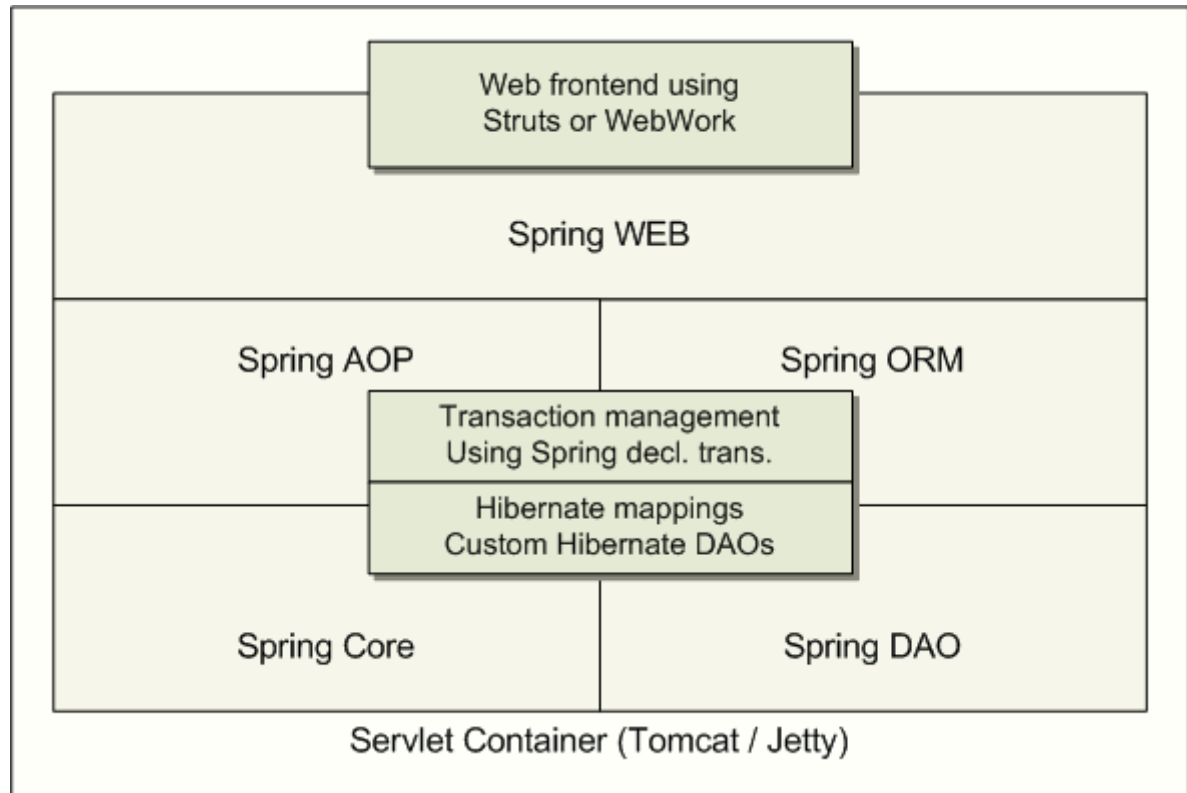 Web frontend using
Struts or WebWork
Spring WEB
Spring AOP
Spring ORM
Transaction management
Using Spring decl. trans.
Hibernate mappings
Custom Hibernate DAOs
Spring Core
Spring DAO
Servlet Container (Tomcat / Jetty)